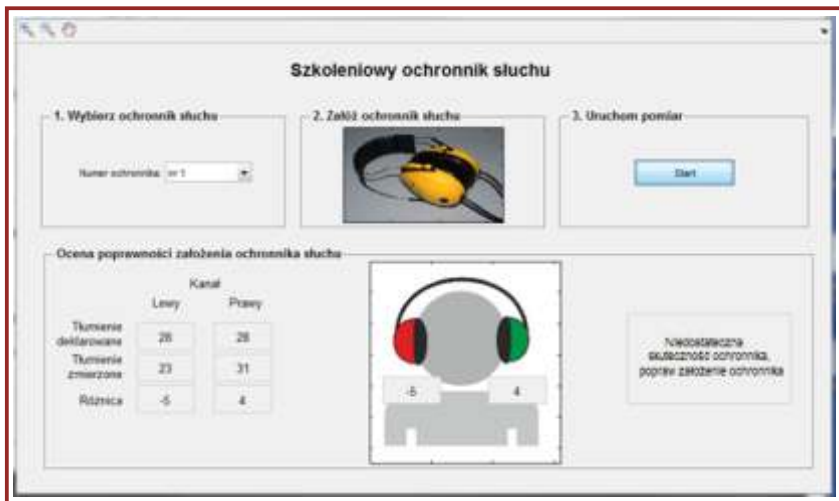 Szkoleniowy ochronnik słuchu
1. Wybierz ochronnik słuchu
2. Załóż ochronnik słuchu
3. Uruchom pomiar
Numer ochronnika: nr 1
Start
Ocena poprawności założenia ochronnika słuchu
Kanał
Lewy Prawy
Tłumienie
deklarowane 28 28
Tłumienie
zmierzone 23 31
Różnica -5 4
-5 4
Niedostateczna
skuteczność ochronnika,
popraw założenie ochronnika